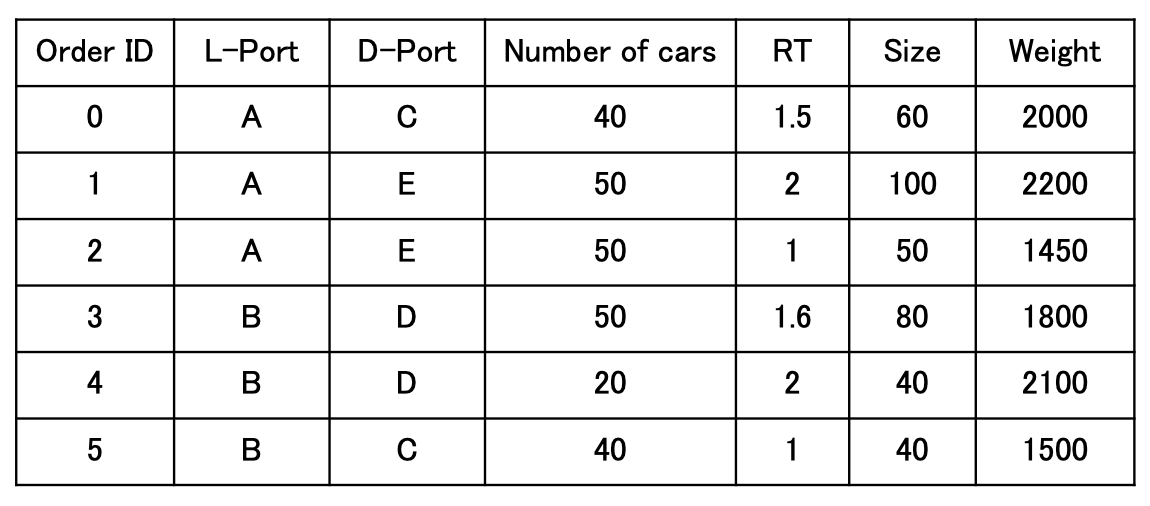 Order ID L-Port D-Port Number of cars RT Size Weight
0 A C 40 1.5 60 2000
1 A E 50 2 100 2200
2 A E 50 1 50 1450
3 B D 50 1.6 80 1800
4 B D 20 2 40 2100
5 B C 40 1 40 1500